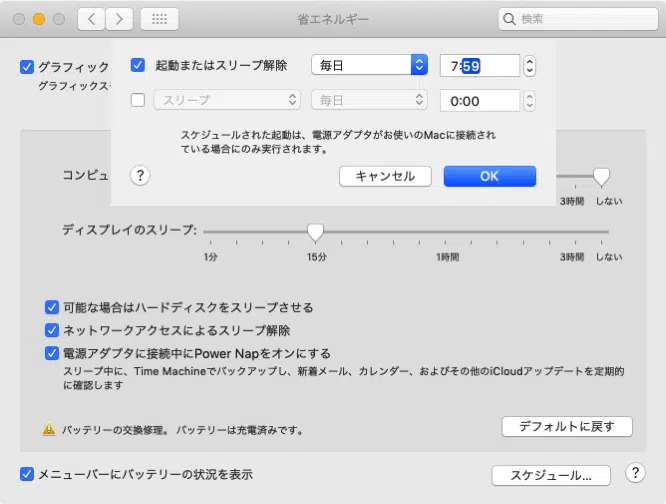 省エネルギー
検索
グラフィック
グラフィックスを
起動またはスリープ解除
毎日
7:59
スリープ
毎日
0:00
スケジュールされた起動は、電源アダプタがお使いのMacに接続され
ている場合にのみ実行されます。
?
キャンセル
OK
コンピュ
3時間 しない
ディスプレイのスリープ:
1分 15分 1時間 3時間 しない
可能な場合はハードディスクをスリープさせる
ネットワークアクセスによるスリープ解除
電源アダプタに接続中にPower Napをオンにする
スリープ中に、Time Machineでバックアップし、新着メール、カレンダー、およびその他のiCloudアップデートを定期的
に確認します
バッテリーの交換修理。 バッテリーは充電済みです。
デフォルトに戻す
メニューバーにバッテリーの状況を表示
スケジュール...
?